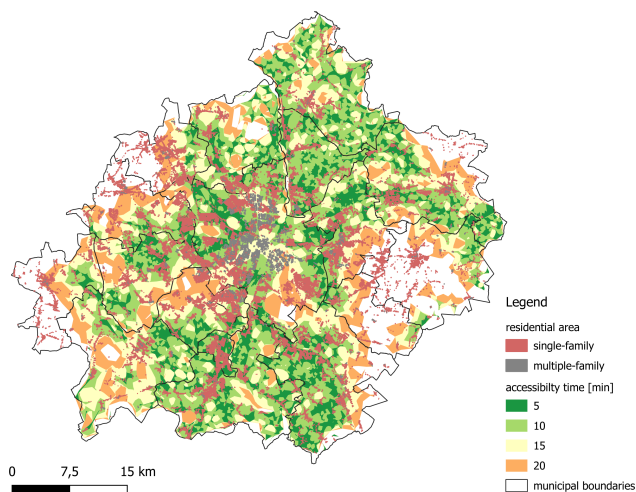 Legend
residential area
single-family
multiple-family
accessibilty time [min]
5
10
15
20
municipal boundaries
0 7,5 15 km